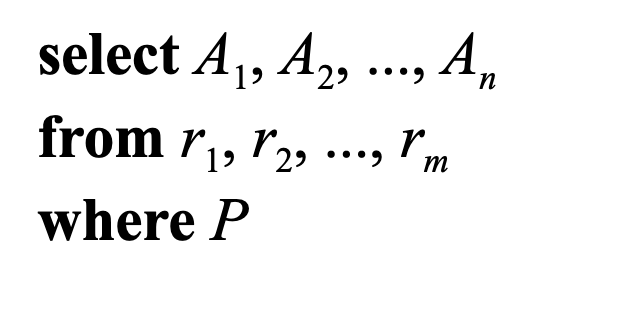 select A₁, A₂, ..., Aₙ
from r₁, r₂, ..., rₘ
where P